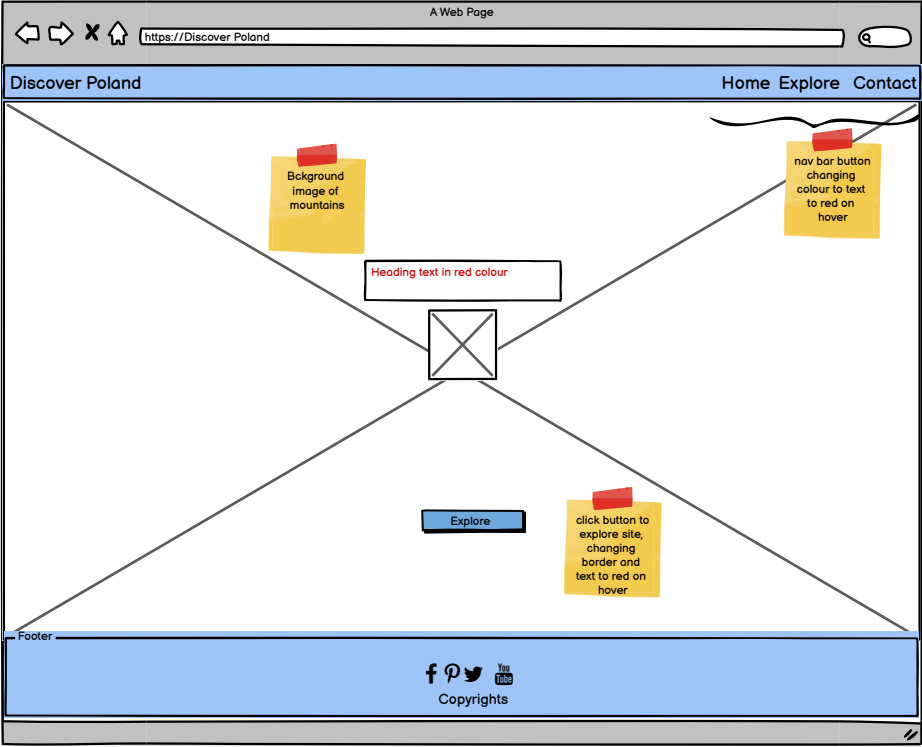 A Web Page
https://Discover Poland
Discover Poland
Home Explore Contact
Bckground
image of
mountains
nav bar button
changing
colour to text
to red on
hover
Heading text in red colour
Explore
click button to
explore site,
changing
border and
text to red on
hover
Footer
You
Tube
Copyrights